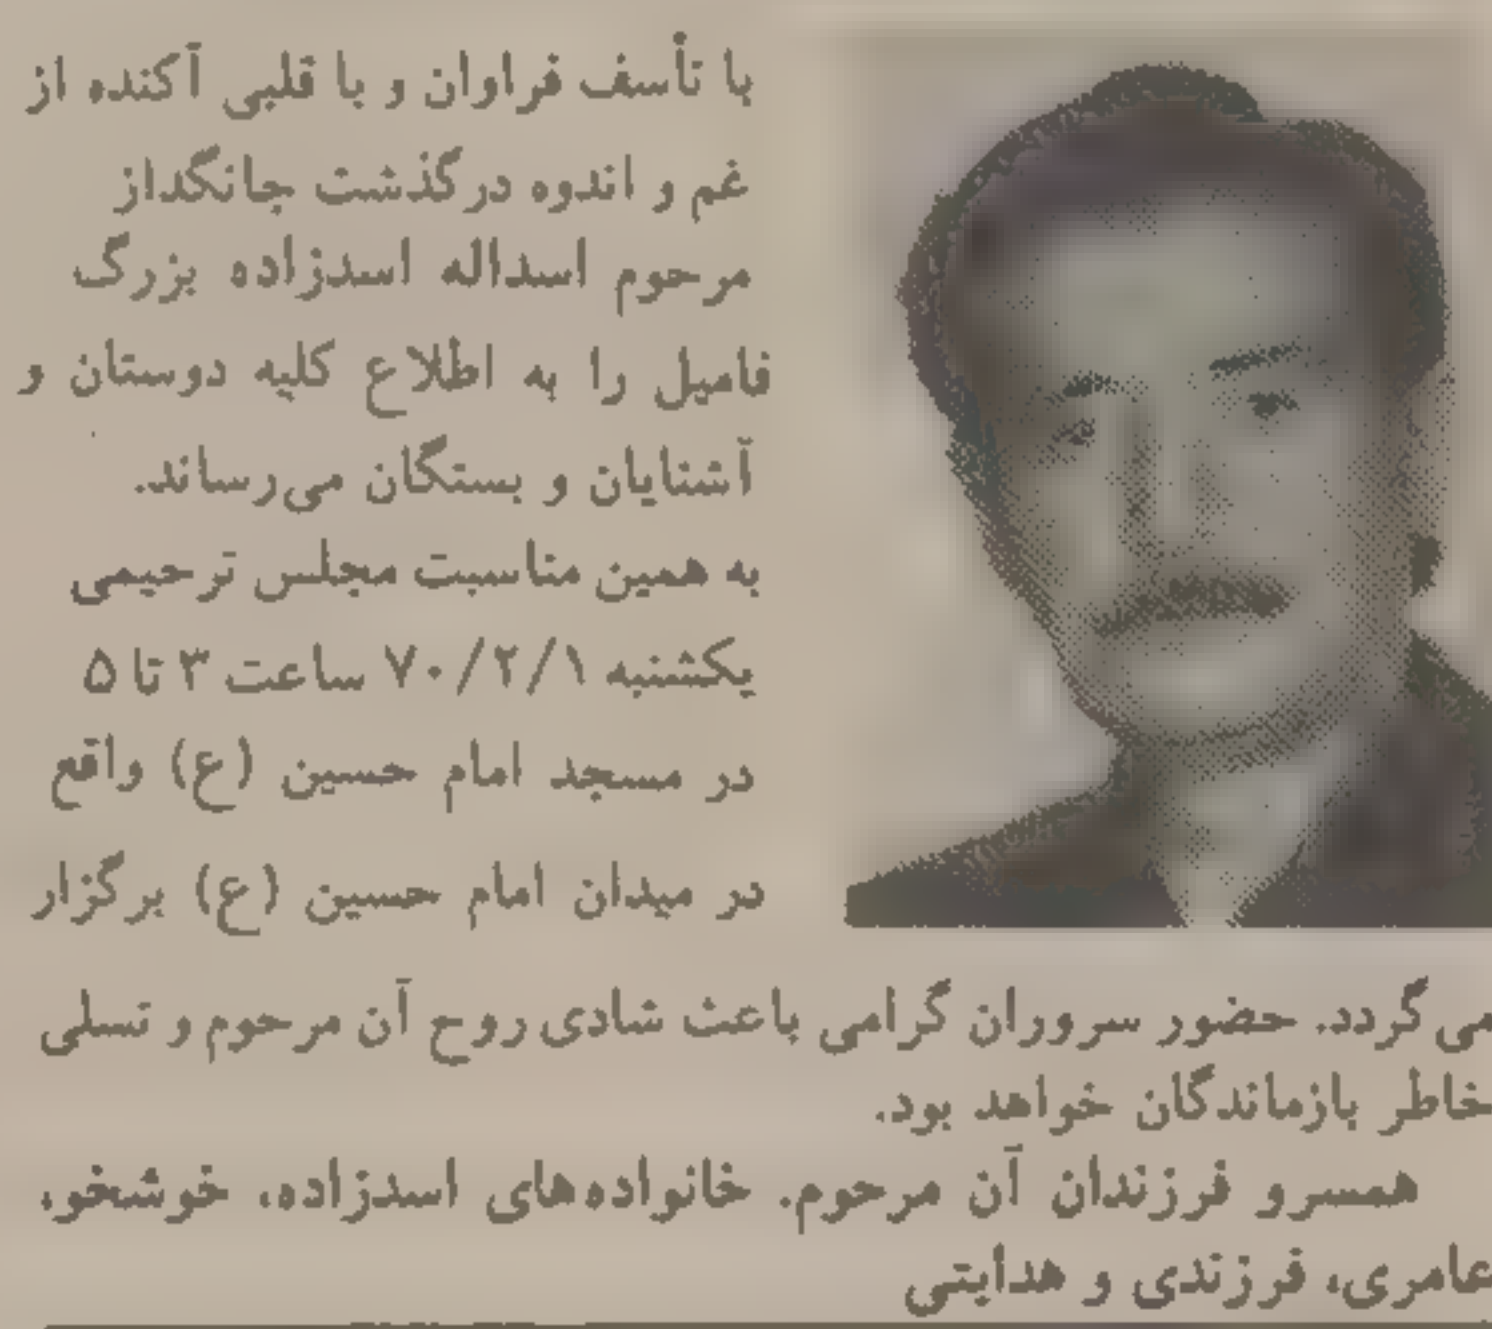 با تأسف فراوان و با قلبی آکنده از
غم و اندوه درگذشت جانگداز
مرحوم اسداله اسدزاده بزرگ
فامیل را به اطلاع کلیه دوستان و
آشنایان و بستگان می‌رساند.
به همین مناسبت مجلس ترحیمی
یکشنبه ۷۰/۲/۱ ساعت ۳ تا ۵
در مسجد امام حسین (ع) واقع
در میدان امام حسین (ع) برگزار
می‌گردد. حضور سروران گرامی باعث شادی روح آن مرحوم و تسلی
خاطر بازماندگان خواهد بود.
همسر و فرزندان آن مرحوم. خانواده‌های اسدزاده، خوشخو،
عامری، فرزندی و هدایتی